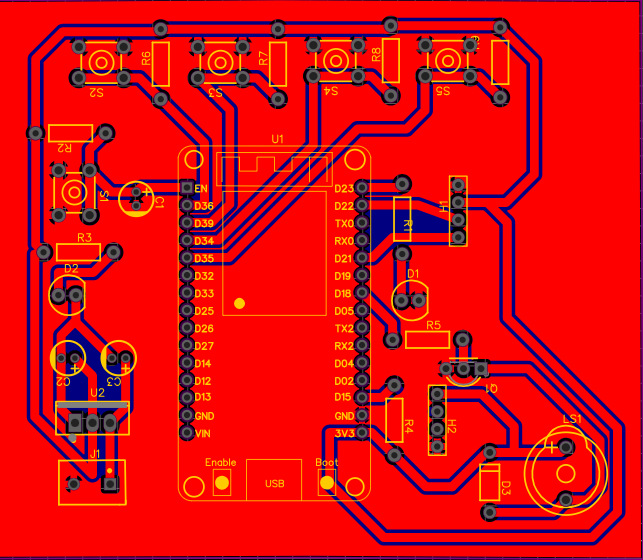 R6
R7
R8
S2
S3
S4
S5
U1
R2
S1
C1
+
EN
D36
D39
D34
D35
D32
D33
D25
D26
D27
D14
D12
D13
GND
VIN
D23
D22
TX0
RX0
D21
D19
D18
D05
TX2
RX2
D04
D02
D15
GND
3V3
H1
R1
R3
D2
D1
R5
C2
+
C3
+
U2
Q1
R4
H2
LS1
+
J1
D3
Enable
USB
Boot